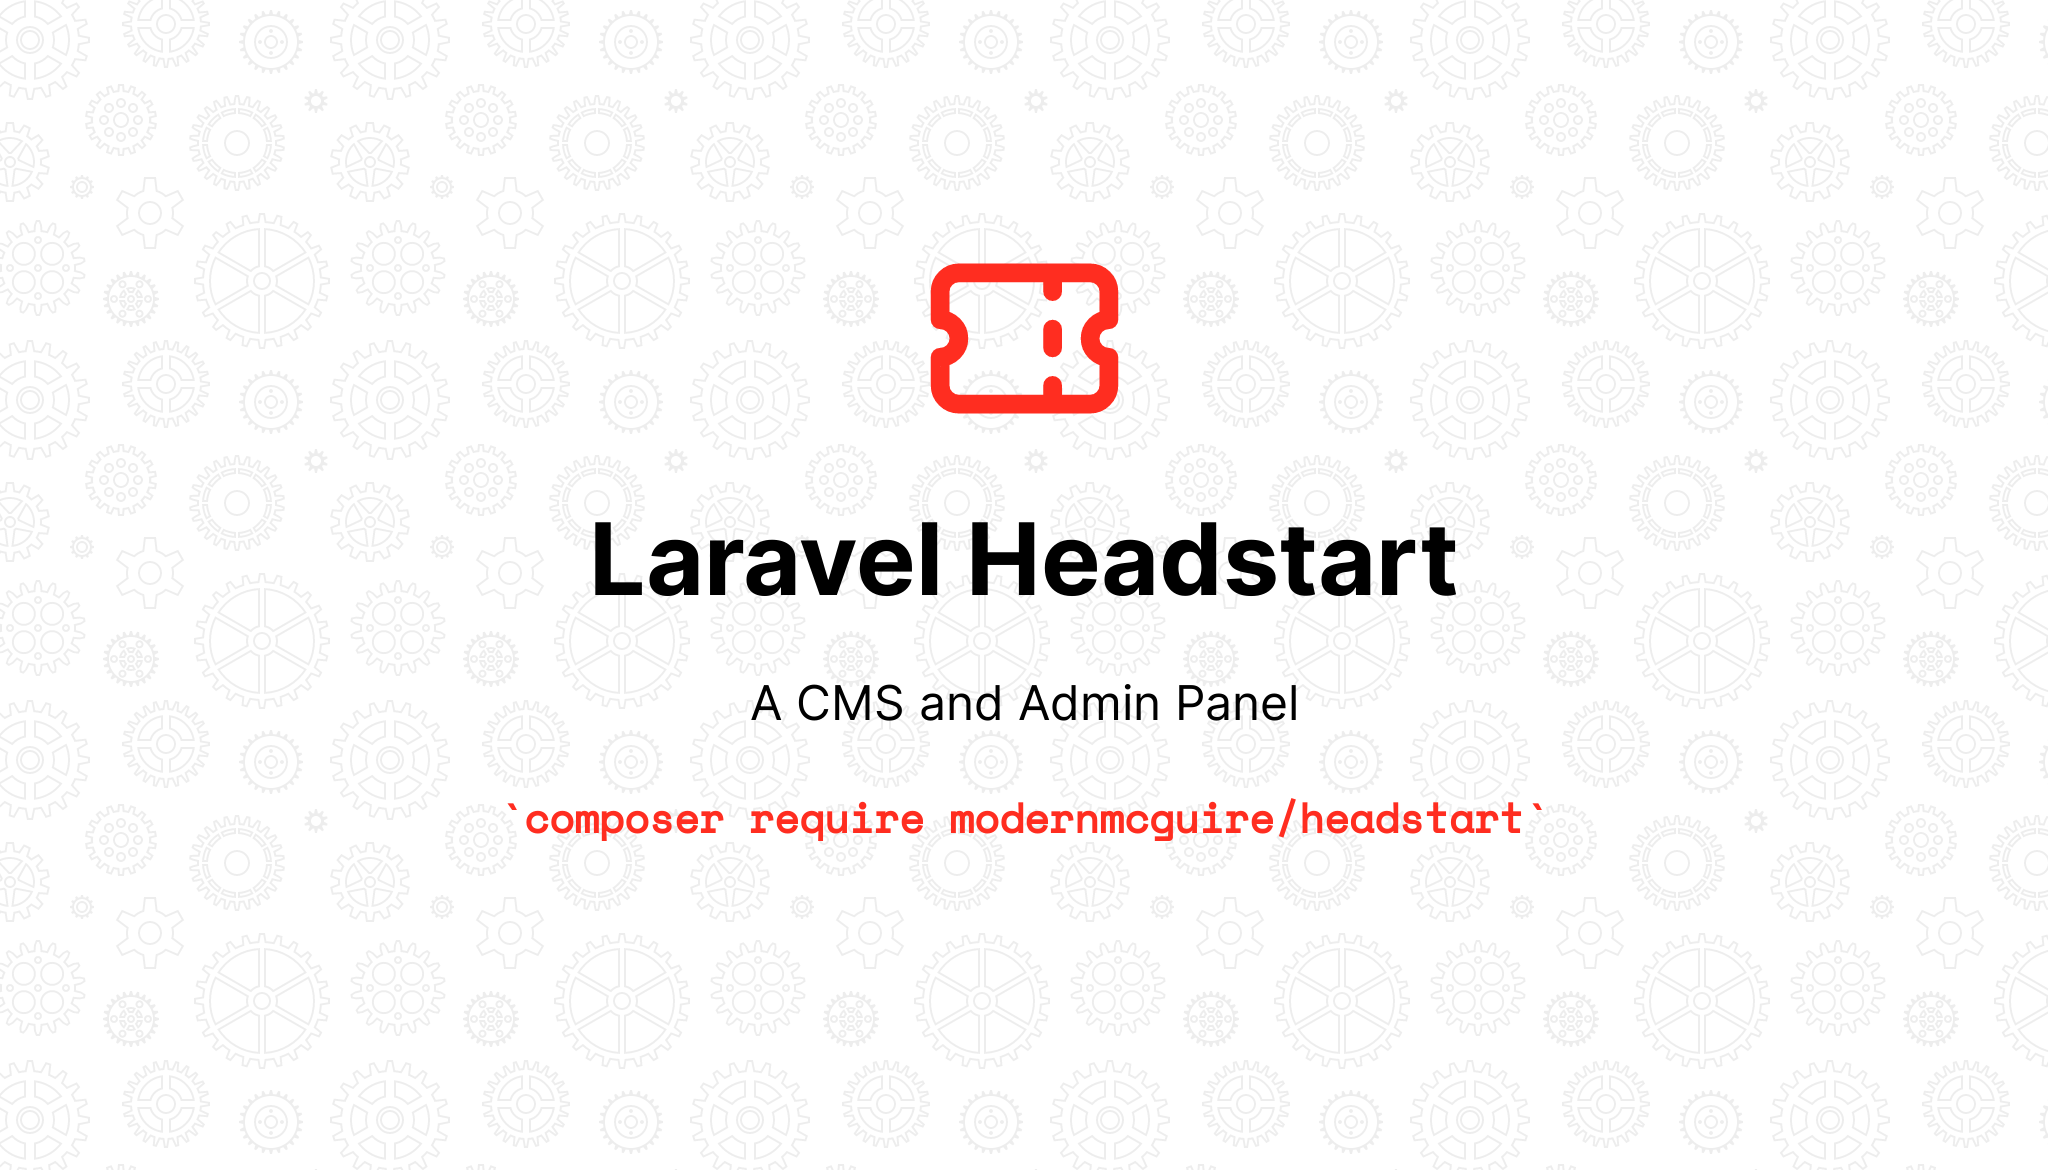 Laravel Headstart
A CMS and Admin Panel
`composer require modernmcguire/headstart`